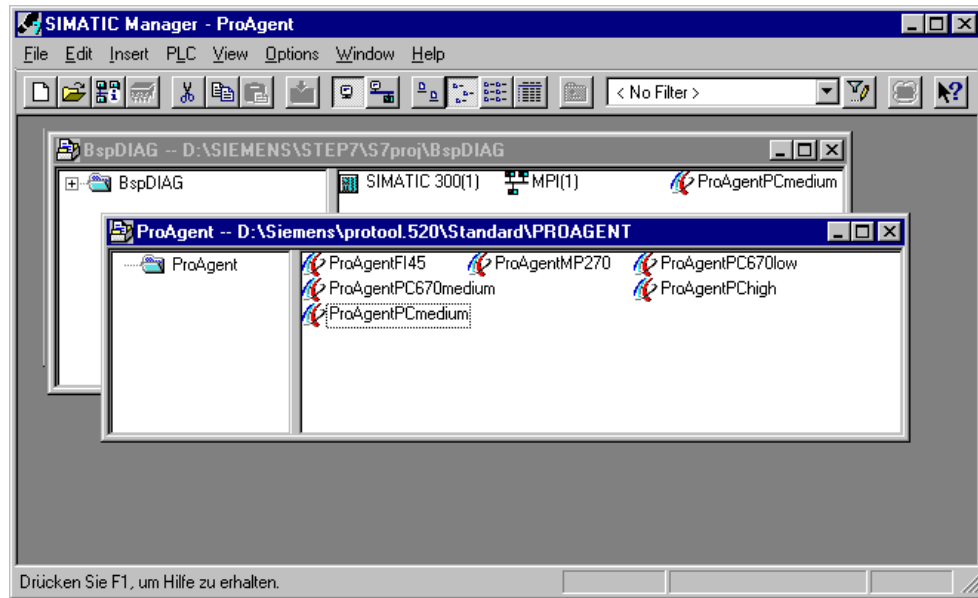 SIMATIC Manager - ProAgent
File Edit Insert PLC View Options Window Help
< No Filter >
BspDIAG -- D:\SIEMENS\STEP7\S7proj\BspDIAG
BspDIAG SIMATIC 300(1) MPI(1) ProAgentPCmedium
ProAgent -- D:\Siemens\protool.520\Standard\PROAGENT
ProAgent ProAgentFI45 ProAgentMP270 ProAgentPC670low
ProAgentPC670medium ProAgentPChigh
ProAgentPCmedium
Drücken Sie F1, um Hilfe zu erhalten.